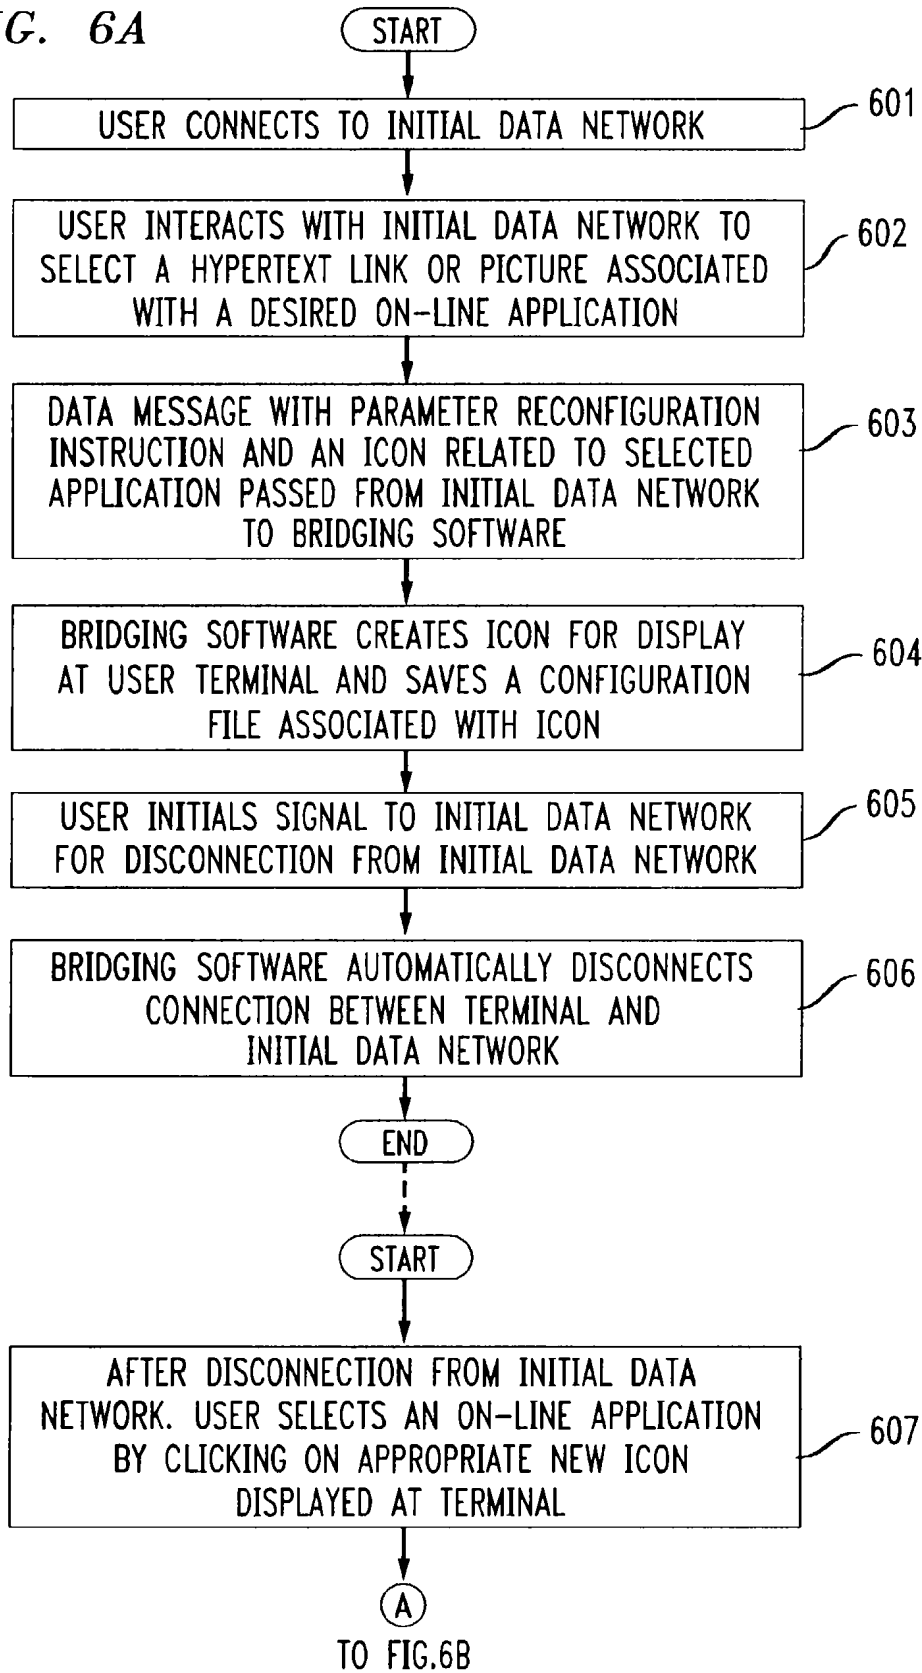 IG. 6A
START
USER CONNECTS TO INITIAL DATA NETWORK
601
USER INTERACTS WITH INITIAL DATA NETWORK TO
SELECT A HYPERTEXT LINK OR PICTURE ASSOCIATED
WITH A DESIRED ON-LINE APPLICATION
602
DATA MESSAGE WITH PARAMETER RECONFIGURATION
INSTRUCTION AND AN ICON RELATED TO SELECTED
APPLICATION PASSED FROM INITIAL DATA NETWORK
TO BRIDGING SOFTWARE
603
BRIDGING SOFTWARE CREATES ICON FOR DISPLAY
AT USER TERMINAL AND SAVES A CONFIGURATION
FILE ASSOCIATED WITH ICON
604
USER INITIALS SIGNAL TO INITIAL DATA NETWORK
FOR DISCONNECTION FROM INITIAL DATA NETWORK
605
BRIDGING SOFTWARE AUTOMATICALLY DISCONNECTS
CONNECTION BETWEEN TERMINAL AND
INITIAL DATA NETWORK
606
END
START
AFTER DISCONNECTION FROM INITIAL DATA
NETWORK. USER SELECTS AN ON-LINE APPLICATION
BY CLICKING ON APPROPRIATE NEW ICON
DISPLAYED AT TERMINAL
607
A
TO FIG.6B